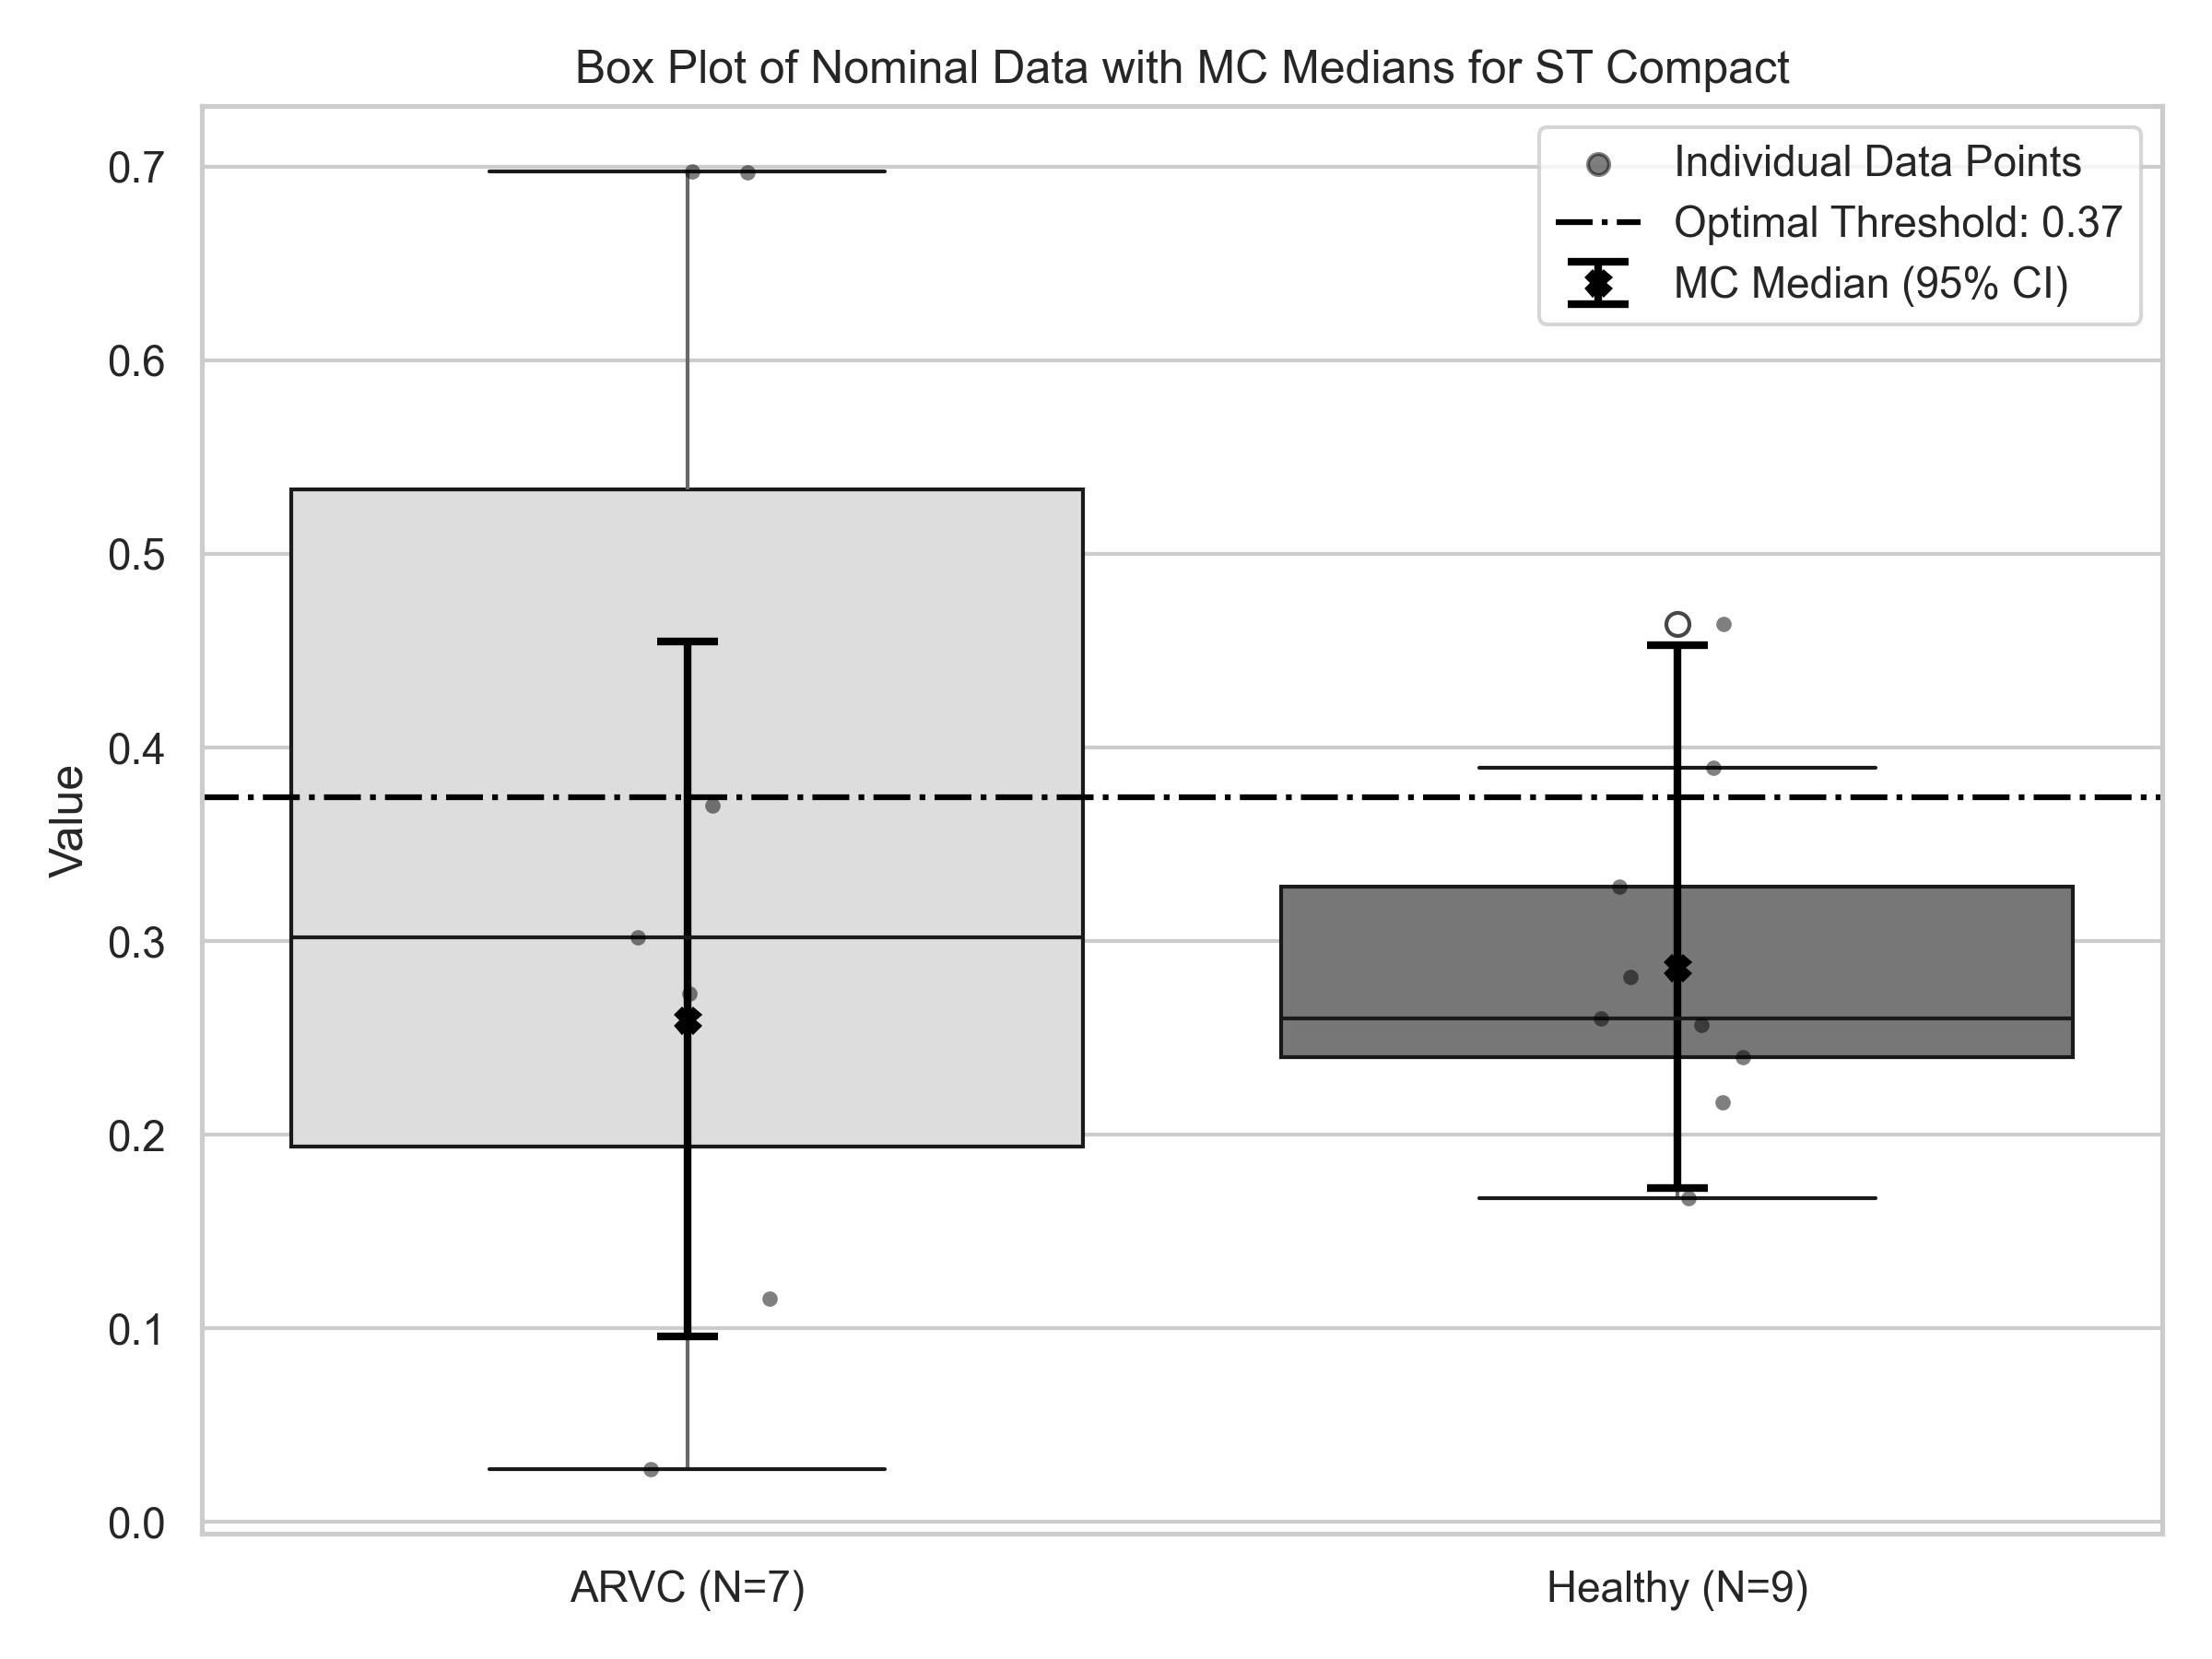 Box Plot of Nominal Data with MC Medians for ST Compact
Individual Data Points
Optimal Threshold: 0.37
MC Median (95% CI)
Value
0.7
0.6
0.5
0.4
0.3
0.2
0.1
0.0
ARVC (N=7)
Healthy (N=9)